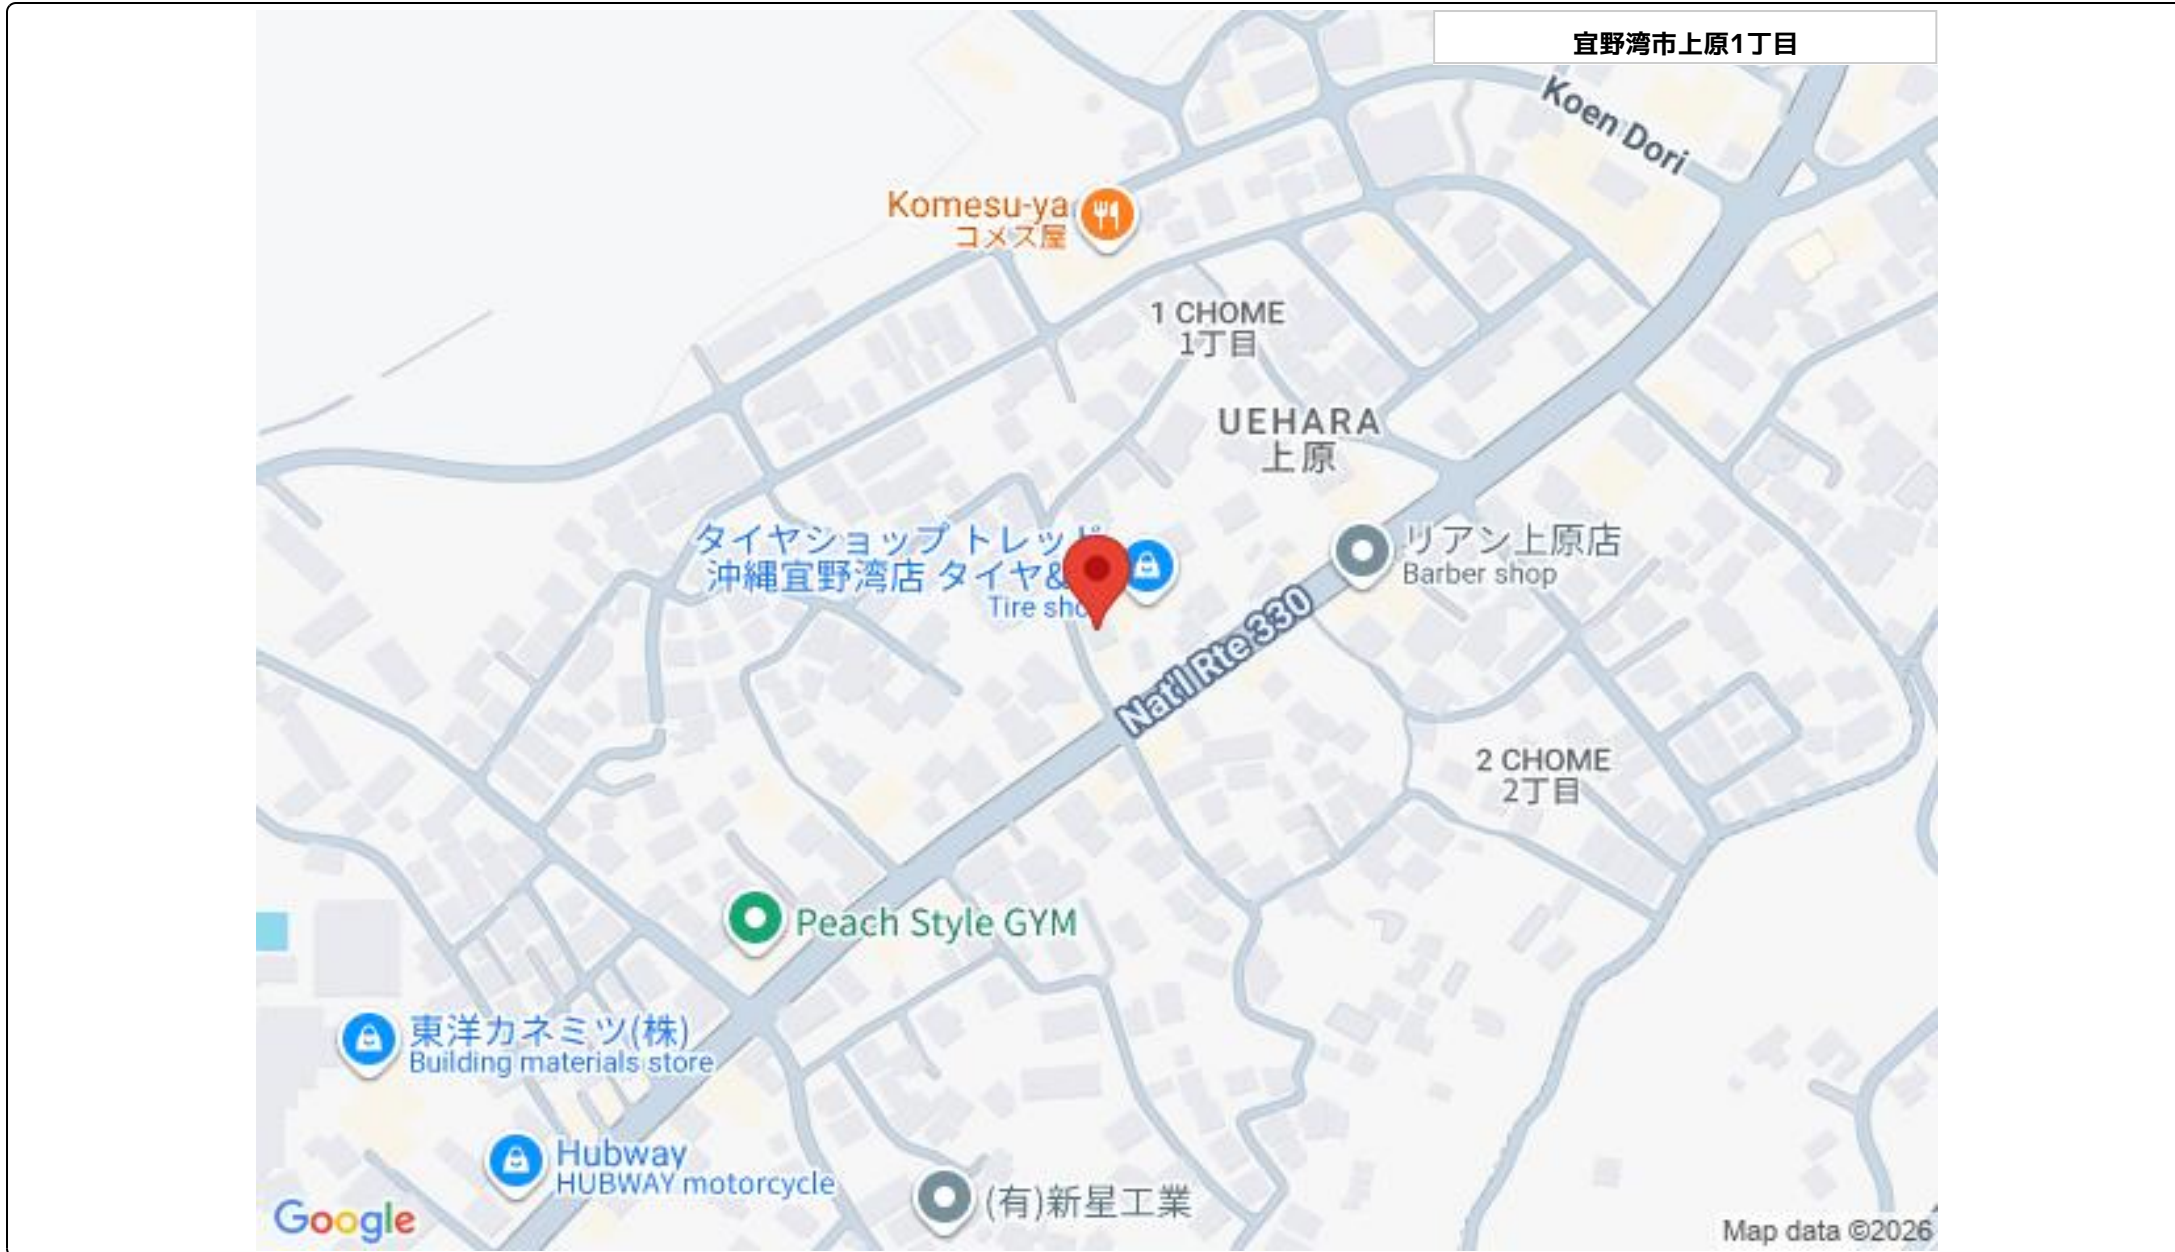 宜野湾市上原1丁目
Koen Dori
Komesu-ya
コメス屋
1 CHOME
1丁目
UEHARA
上原
タイヤショップ トレッド
沖縄宜野湾店 タイヤ&
Tire sho
リアン上原店
Barber shop
Nat'l Rte 330
2 CHOME
2丁目
Peach Style GYM
東洋カネミツ(株)
Building materials store
Hubway
HUBWAY motorcycle
(有)新星工業
Google
Map data ©2026